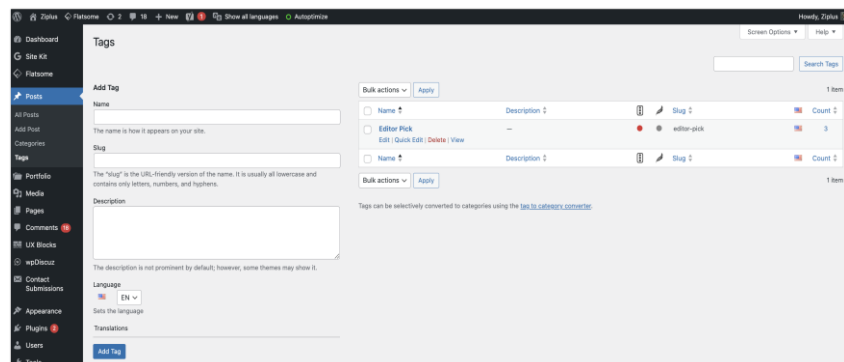 Ziplus Flatsome 2 18 + New 1 Show all languages Autoptimize Howdy, Ziplus
Screen Options Help
Dashboard
Site Kit
Flatsome
Posts
All Posts
Add Post
Categories
Tags
Portfolio
Media
Pages
Comments 18
UX Blocks
wpDiscuz
Contact
Submissions
Appearance
Plugins 2
Users
Tools
Tags
Search Tags
Add Tag
Name
The name is how it appears on your site.
Slug
The "slug" is the URL-friendly version of the name. It is usually all lowercase and
contains only letters, numbers, and hyphens.
Description
The description is not prominent by default; however, some themes may show it.
Language
EN
Sets the language
Translations
Add Tag
Bulk actions Apply 1 item
Name Description Slug Count
Editor Pick — editor-pick 3
Edit | Quick Edit | Delete | View
Name Description Slug Count
Bulk actions Apply 1 item
Tags can be selectively converted to categories using the tag to category converter.